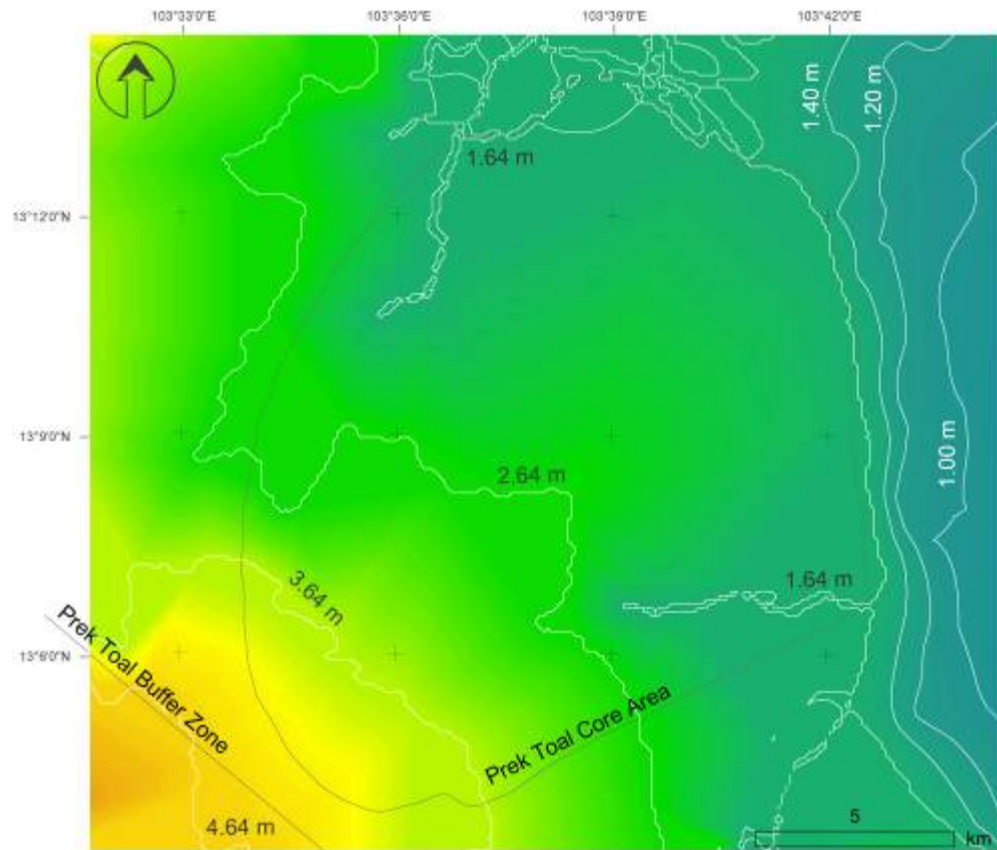 103°33'0"E
103°36'0"E
103°39'0"E
103°42'0"E
1.40 m
1.20 m
1.64 m
13°12'0"N
13°9'0"N
1.00 m
2.64 m
3.64 m
1.64 m
Prek Toal Buffer Zone
13°6'0"N
Prek Toal Core Area
4.64 m
5
km